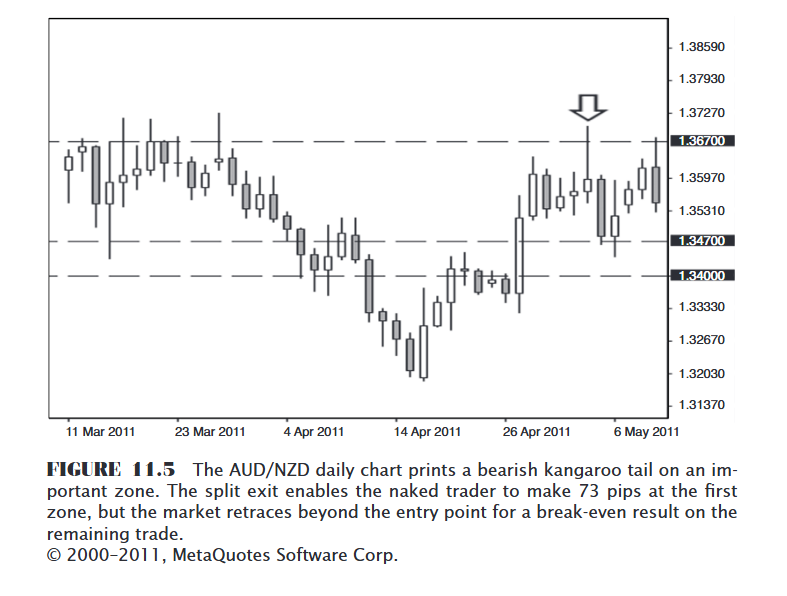 1.38590
1.37930
1.37270
1.36700
1.35970
1.35310
1.34700
1.34000
1.33330
1.32670
1.32030
1.31370
11 Mar 2011 23 Mar 2011 4 Apr 2011 14 Apr 2011 26 Apr 2011 6 May 2011
FIGURE 11.5 The AUD/NZD daily chart prints a bearish kangaroo tail on an im-
portant zone. The split exit enables the naked trader to make 73 pips at the first
zone, but the market retraces beyond the entry point for a break-even result on the
remaining trade.
© 2000–2011, MetaQuotes Software Corp.